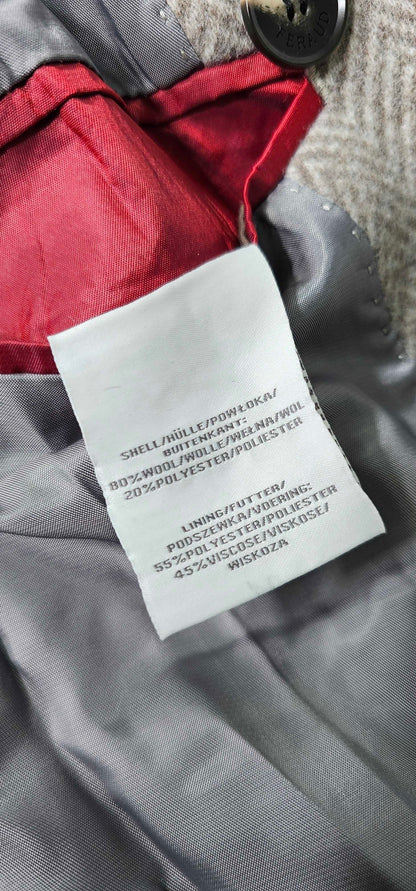 FERAUD
SHELL/HÜLLE/POWŁOKA/
BUITENKANT:
80%WOOL/WOLLE/WEŁNA/WOL
20%POLYESTER/POLIESTER
LINING/FUTTER/
PODSZEWKA/VOERING:
55%POLYESTER/POLIESTER
45%VISCOSE/VISKOSE/
WISKOZA